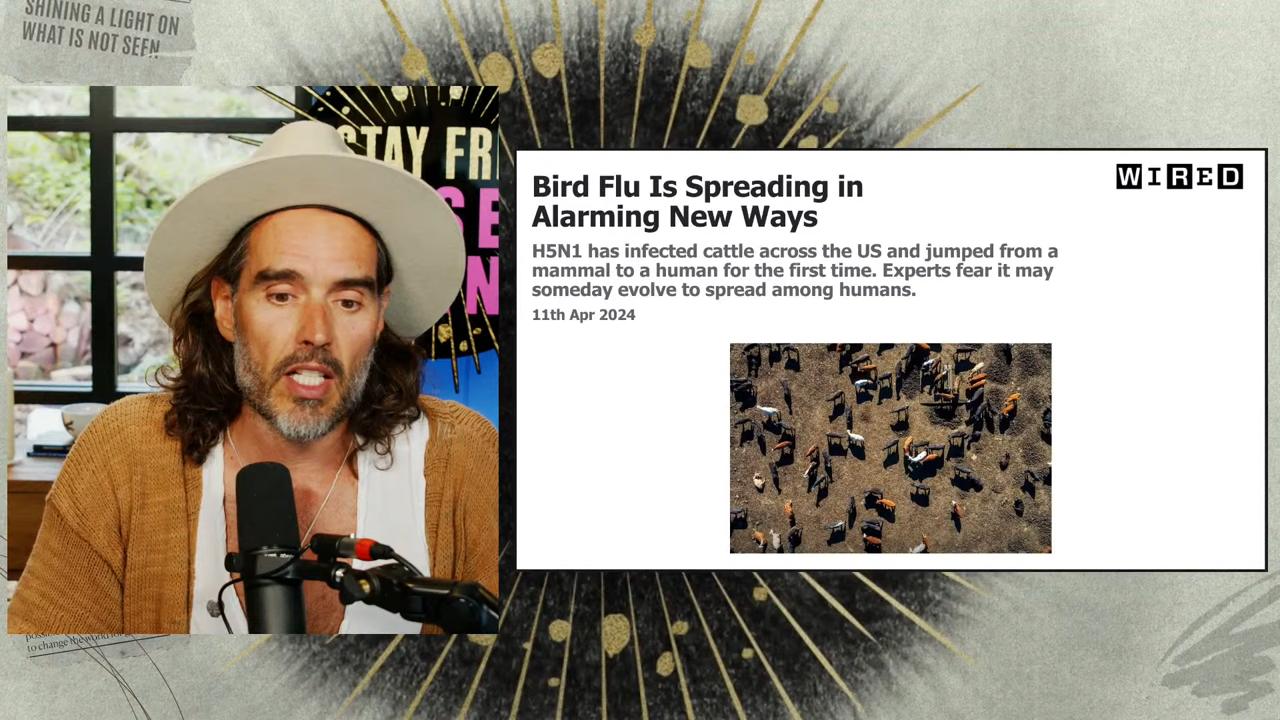 SHINING A LIGHT ON
WHAT IS NOT SEEN
STAY FR
SE
N
WIRED
Bird Flu Is Spreading in
Alarming New Ways
H5N1 has infected cattle across the US and jumped from a
mammal to a human for the first time. Experts fear it may
someday evolve to spread among humans.
11th Apr 2024
to change the world for